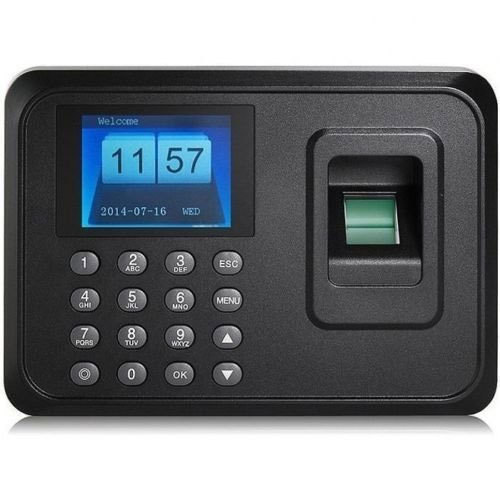 Welcome
11 57
2014-07-16 WED
1 2 ABC 3 DEF ESC
4 GHI 5 JKL 6 MNO MENU
7 PQRS 8 TUV 9 WXYZ
0 OK